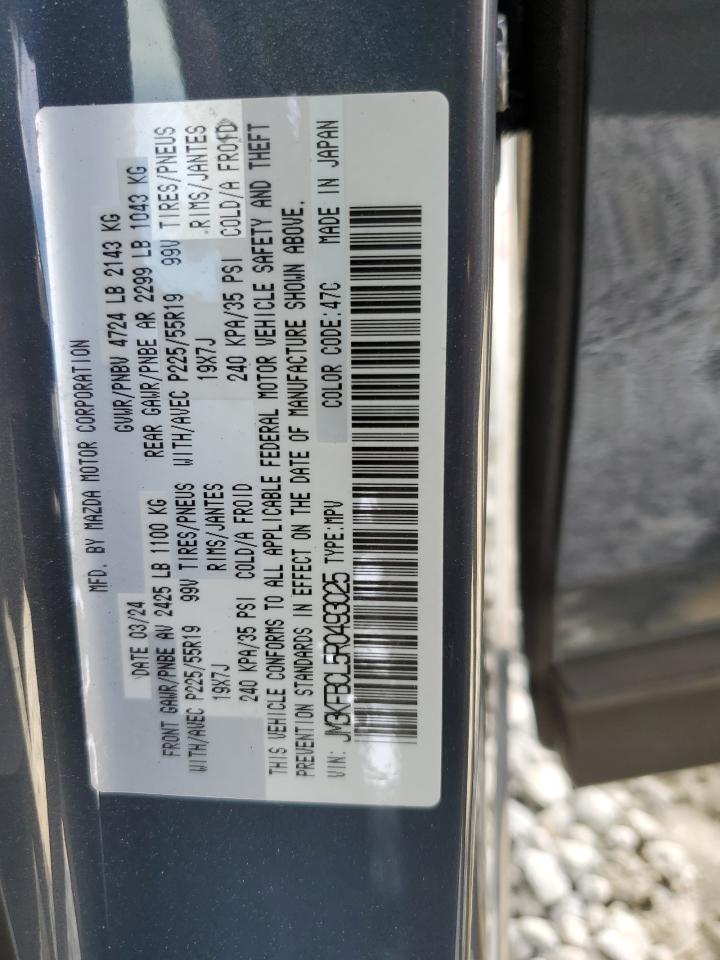 MFD. BY MAZDA MOTOR CORPORATION
DATE 03/24 GVWR/PNBV 4724 LB 2143 KG
FRONT GAWR/PNBE AV 2425 LB 1100 KG REAR GAWR/PNBE AR 2299 LB 1043 KG
WITH/AVEC P225/55R19 99V TIRES/PNEUS WITH/AVEC P225/55R19 99V TIRES/PNEUS
19X7J RIMS/JANTES 19X7J RIMS/JANTES
240 KPA/35 PSI COLD/A FROID 240 KPA/35 PSI COLD/A FROID
THIS VEHICLE CONFORMS TO ALL APPLICABLE FEDERAL MOTOR VEHICLE SAFETY AND THEFT
PREVENTION STANDARDS IN EFFECT ON THE DATE OF MANUFACTURE SHOWN ABOVE.
VIN: JM3KFBCL5R0493025 TYPE:MPV COLOR CODE:47C MADE IN JAPAN